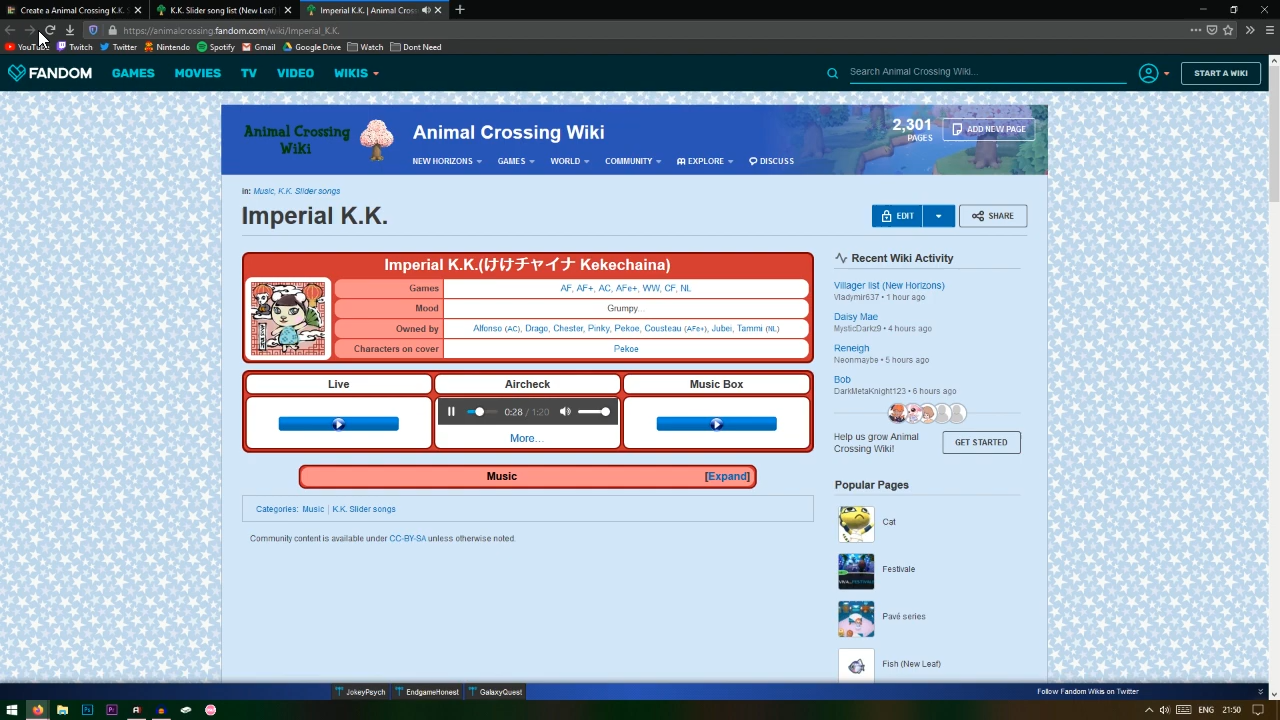 Create a Animal Crossing K.K. S
K.K. Slider song list (New Leaf)
Imperial K.K. | Animal Cross
https://animalcrossing.fandom.com/wiki/Imperial_K.K.
YouTube Twitch Twitter Nintendo Spotify Gmail Google Drive Watch Dont Need
FANDOM GAMES MOVIES TV VIDEO WIKIS
Search Animal Crossing Wiki...
START A WIKI
Animal Crossing
Wiki
Animal Crossing Wiki
2,301
PAGES
ADD NEW PAGE
NEW HORIZONS GAMES WORLD COMMUNITY EXPLORE DISCUSS
in: Music, K.K. Slider songs
Imperial K.K.
EDIT
SHARE
Imperial K.K.(けけチャイナ Kekechaina)
Games AF, AF+, AC, AFe+, WW, CF, NL
Mood Grumpy...
Owned by Alfonso (AC), Drago, Chester, Pinky, Pekoe, Cousteau (AFe+), Jubei, Tammi (NL)
Characters on cover Pekoe
Live Aircheck Music Box
0:28 / 1:20
More...
Music [Expand]
Categories: Music K.K. Slider songs
Community content is available under CC-BY-SA unless otherwise noted.
Recent Wiki Activity
Villager list (New Horizons)
Vladymir637 • 1 hour ago
Daisy Mae
MysticDarkz9 • 4 hours ago
Reneigh
Neonmaybe • 5 hours ago
Bob
DarkMetaKnight123 • 6 hours ago
Help us grow Animal
Crossing Wiki!
GET STARTED
Popular Pages
Cat
Festivale
Pavé series
Fish (New Leaf)
JokeyPsych EndgameHonest GalaxyQuest
Follow Fandom Wikis on Twitter
ENG 21:50